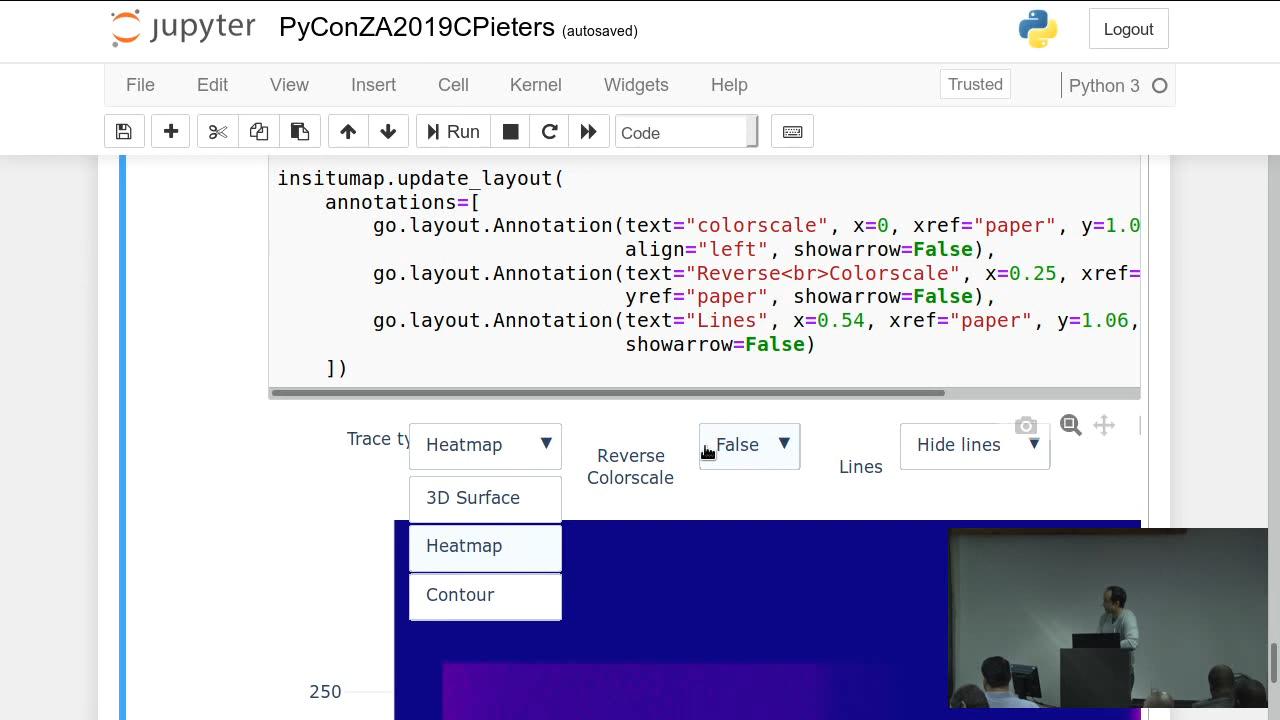 jupyter PyConZA2019CPieters (autosaved) Logout
File Edit View Insert Cell Kernel Widgets Help Trusted Python 3
Run Code
insitumap.update_layout(
annotations=[
go.layout.Annotation(text="colorscale", x=0, xref="paper", y=1.0
align="left", showarrow=False),
go.layout.Annotation(text="Reverse<br>Colorscale", x=0.25, xref=
yref="paper", showarrow=False),
go.layout.Annotation(text="Lines", x=0.54, xref="paper", y=1.06,
showarrow=False)
])
Trace ty Heatmap Reverse False Lines Hide lines
Colorscale
3D Surface
Heatmap
Contour
250